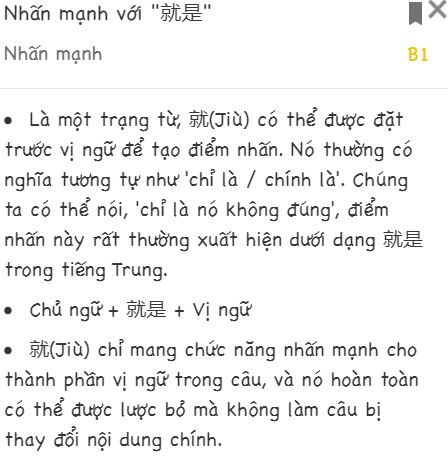 Nhấn mạnh với "就是"
Nhấn mạnh
B1
• Là một trạng từ, 就(Jiù) có thể được đặt
trước vị ngữ để tạo điểm nhấn. Nó thường có
nghĩa tương tự như 'chỉ là / chính là'. Chúng
ta có thể nói, 'chỉ là nó không đúng', điểm
nhấn này rất thường xuất hiện dưới dạng 就是
trong tiếng Trung.
• Chủ ngữ + 就是 + Vị ngữ
• 就(Jiù) chỉ mang chức năng nhấn mạnh cho
thành phần vị ngữ trong câu, và nó hoàn toàn
có thể được lược bỏ mà không làm câu bị
thay đổi nội dung chính.